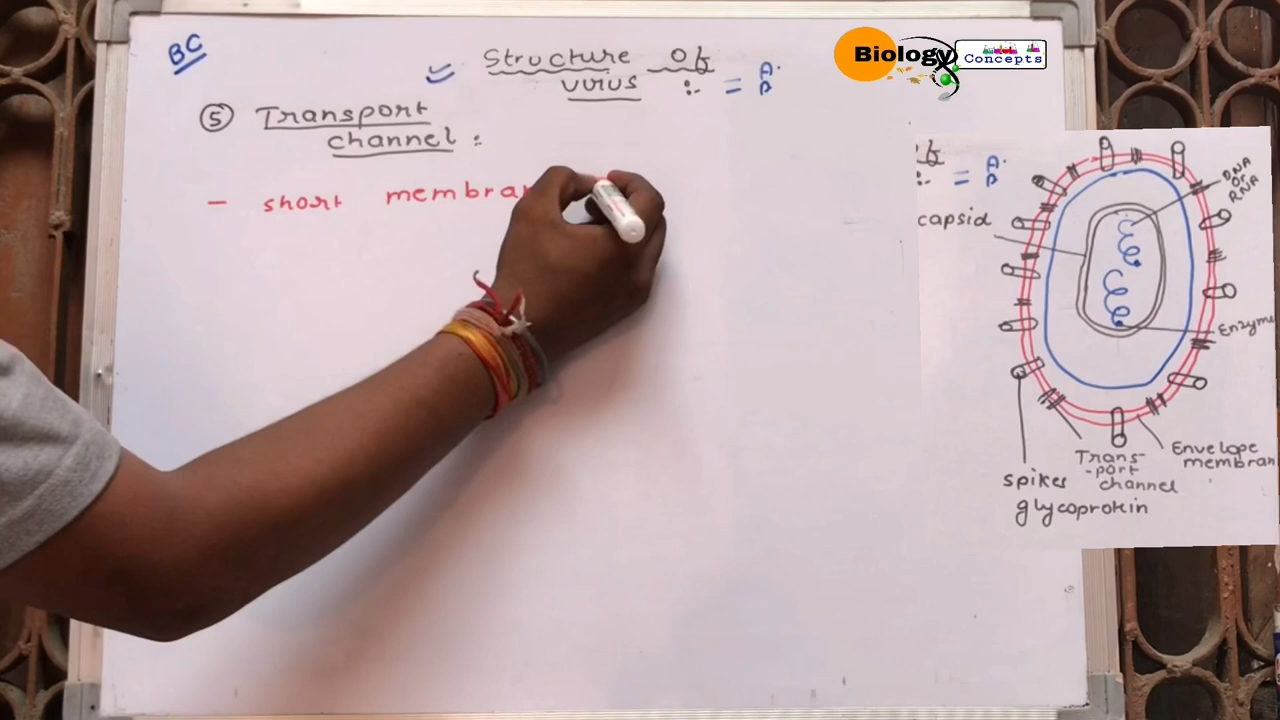 BC
Structure Of
virus :- = A.
B
Biology
Concepts
⑤ Transport
channel :
- short membra
A.
:- = B
DNA
Or
RNA
capsid
Enzyme
Envelope
membran
Trans-
-port
channel
spikes
glycoprotein